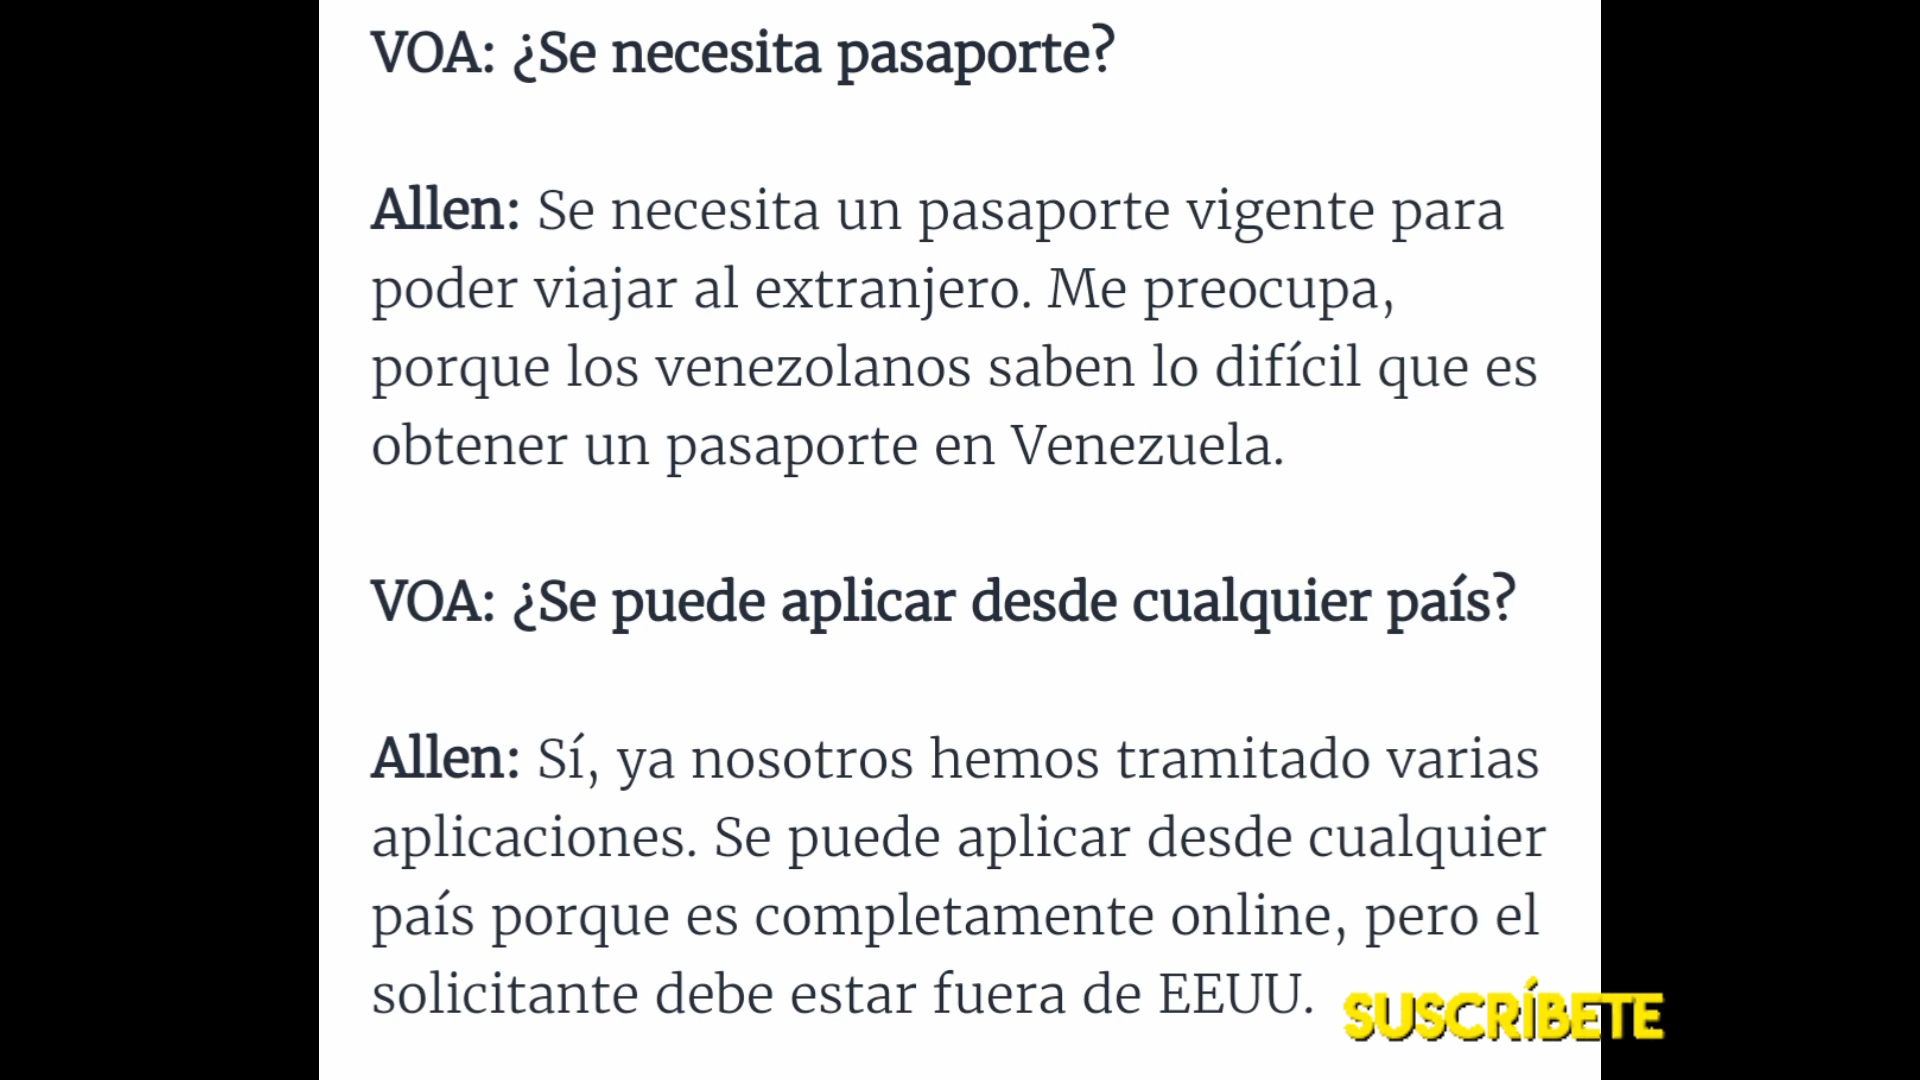 VOA: ¿Se necesita pasaporte?
Allen: Se necesita un pasaporte vigente para
poder viajar al extranjero. Me preocupa,
porque los venezolanos saben lo difícil que es
obtener un pasaporte en Venezuela.
VOA: ¿Se puede aplicar desde cualquier país?
Allen: Sí, ya nosotros hemos tramitado varias
aplicaciones. Se puede aplicar desde cualquier
país porque es completamente online, pero el
solicitante debe estar fuera de EEUU.
SUSCRÍBETE